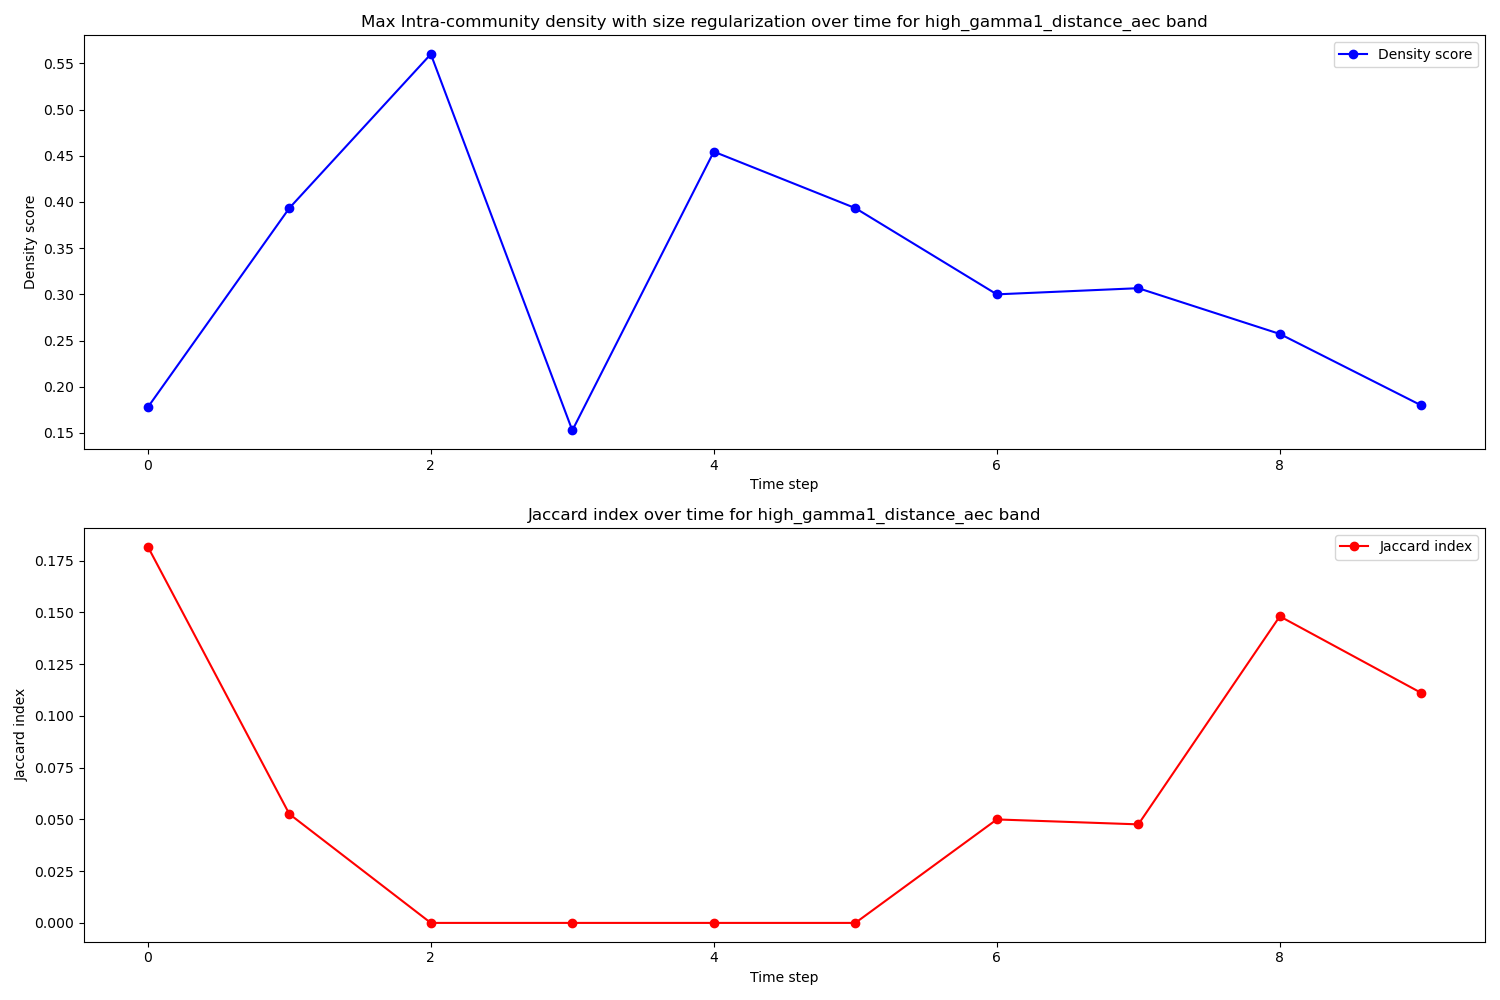 Max Intra-community density with size regularization over time for high_gamma1_distance_aec band
Density score
0.55
0.50
0.45
0.40
0.35
0.30
0.25
0.20
0.15
Density score
0 2 4 6 8
Time step
Jaccard index over time for high_gamma1_distance_aec band
Jaccard index
0.175
0.150
0.125
0.100
0.075
0.050
0.025
0.000
Jaccard index
0 2 4 6 8
Time step